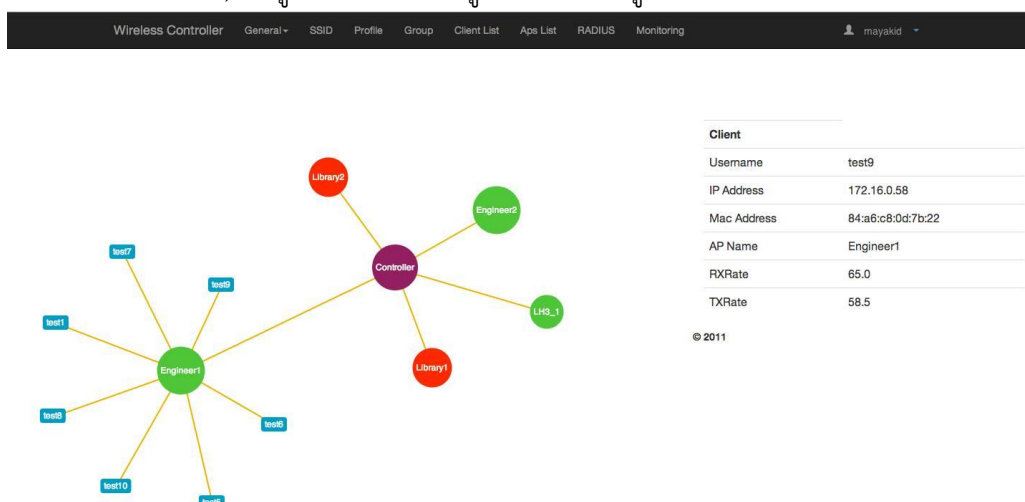 Wireless Controller General SSID Profile Group Client List Aps List RADIUS Monitoring mayakid
Client
Username test9
IP Address 172.16.0.58
Mac Address 84:a6:c8:0d:7b:22
AP Name Engineer1
RXRate 65.0
TXRate 58.5
© 2011
Library2
Engineer2
Controller
test7
test9
LH3_1
test1
Library1
Engineer1
test8
test6
test10